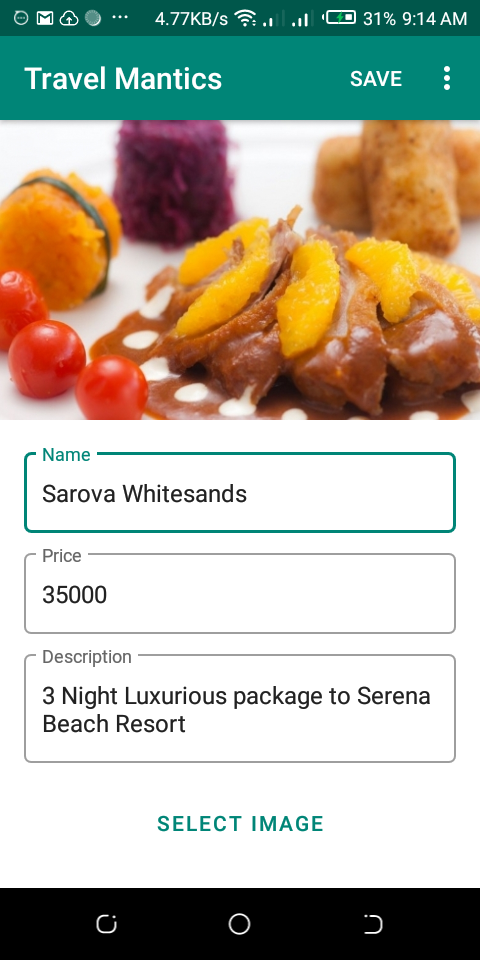 4.77KB/s 31% 9:14 AM
Travel Mantics SAVE
Name
Sarova Whitesands
Price
35000
Description
3 Night Luxurious package to Serena
Beach Resort
SELECT IMAGE